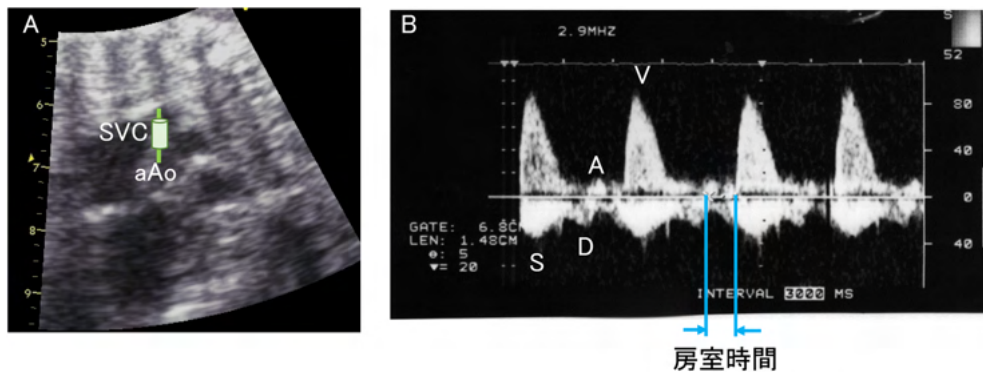 A
5
6
SVC
7
aAo
8
9
B
2.9MHZ
S
52
V
80
A
40
0
GATE: 6.8C
LEN: 1.48CM
θ: 5
▼= 20
D
40
S
INTERVAL 3000 MS
房室時間